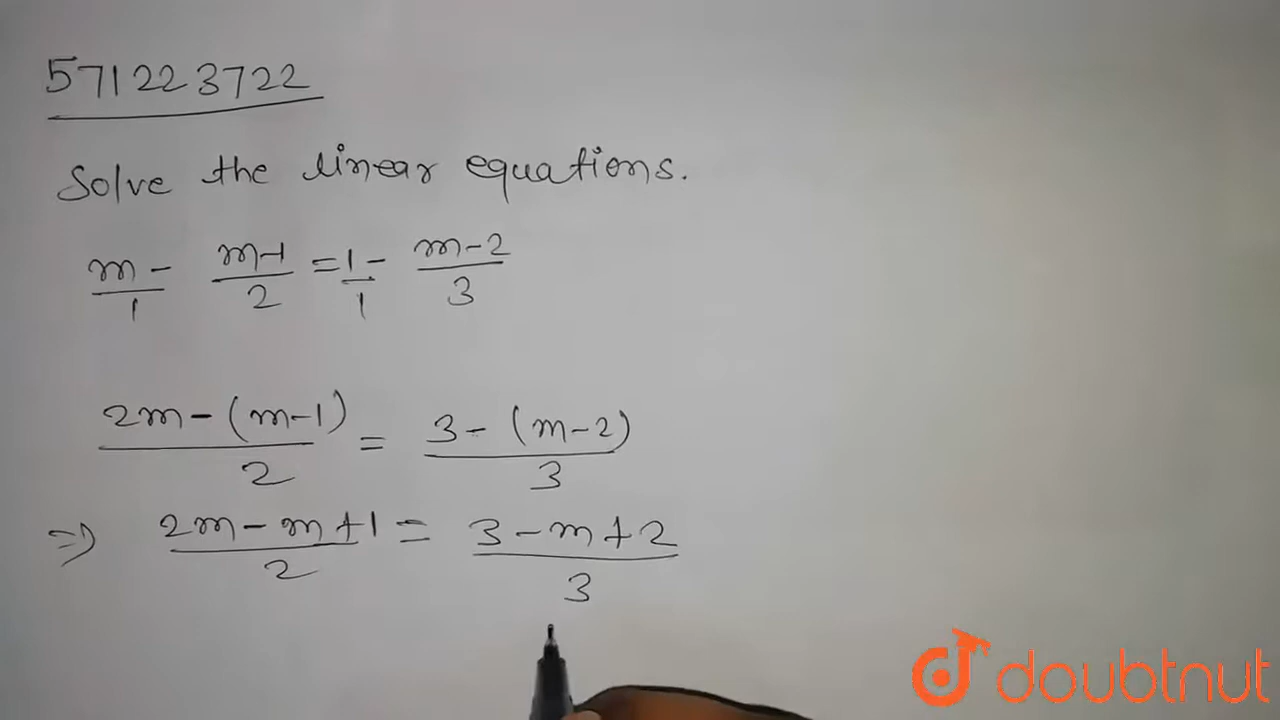 571223722
Solve the linear equations.
m/1 - (m-1)/2 = 1/1 - (m-2)/3
(2m-(m-1))/2 = (3-(m-2))/3
⇒ (2m-m+1)/2 = (3-m+2)/3
doubtnut